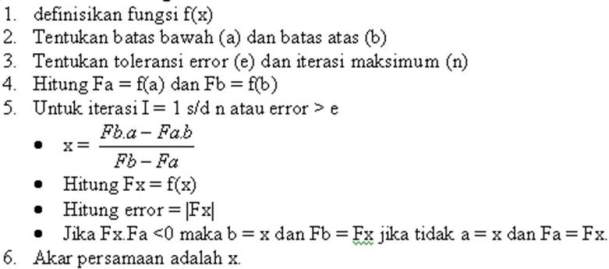 1. definisikan fungsi f(x)
2. Tentukan batas bawah (a) dan batas atas (b)
3. Tentukan toleransi error (e) dan iterasi maksimum (n)
4. Hitung Fa = f(a) dan Fb = f(b)
5. Untuk iterasi I = 1 s/d n atau error > e
• x = \frac{Fb.a - Fa.b}{Fb - Fa}
• Hitung Fx = f(x)
• Hitung error = |Fx|
• Jika Fx.Fa <0 maka b = x dan Fb = Fx jika tidak a = x dan Fa = Fx.
6. Akar persamaan adalah x.